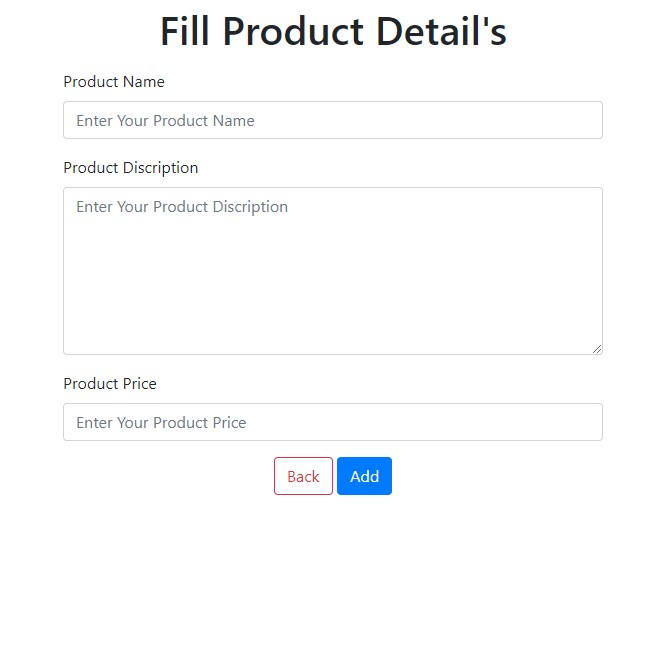 Fill Product Detail's
Product Name
Enter Your Product Name
Product Discription
Enter Your Product Discription
Product Price
Enter Your Product Price
Back Add